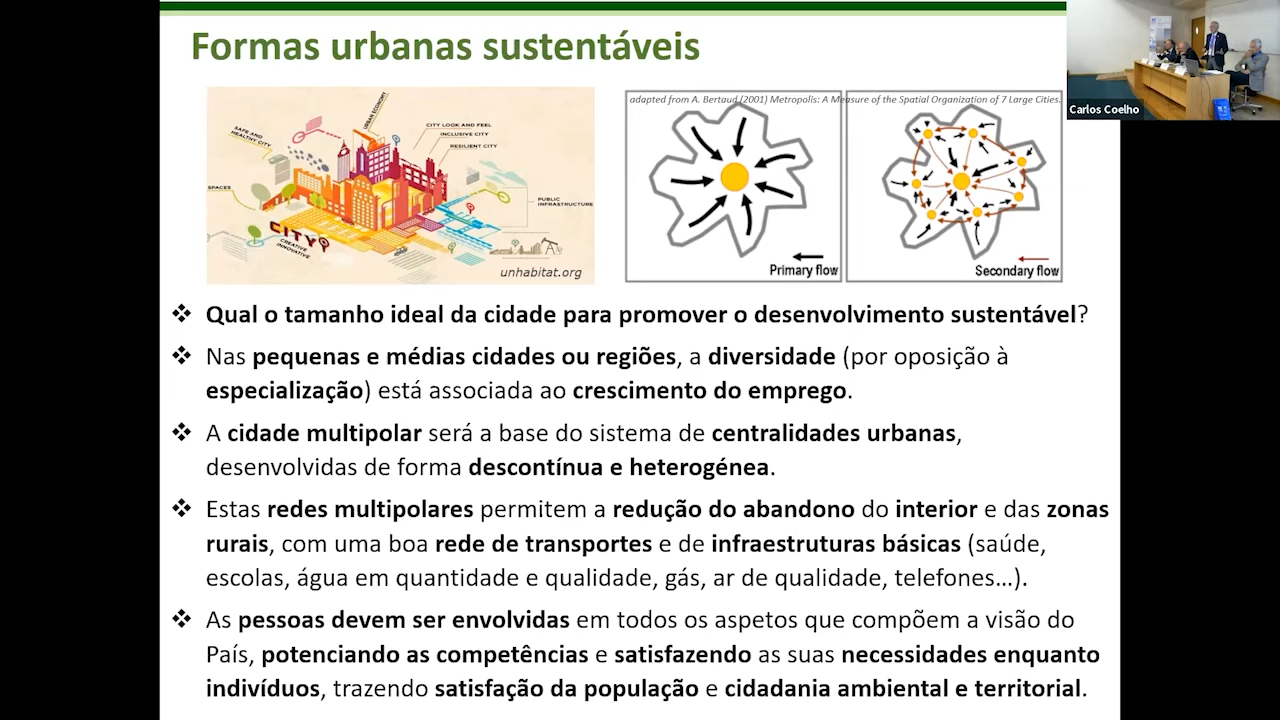 Formas urbanas sustentáveis
URBAN ECONOMY
SAFE AND
HEALTHY CITY
CITY LOOK AND FEEL
INCLUSIVE CITY
RESILIENT CITY
SPACES
PUBLIC
INFRASTRUCTURE
CITY
CREATIVE
INNOVATIVE
unhabitat.org
adapted from A. Bertaud (2001) Metropolis: A Measure of the Spatial Organization of 7 Large Cities.
Primary flow
Secondary flow
Carlos Coelho
❖ Qual o tamanho ideal da cidade para promover o desenvolvimento sustentável?
❖ Nas pequenas e médias cidades ou regiões, a diversidade (por oposição à
especialização) está associada ao crescimento do emprego.
❖ A cidade multipolar será a base do sistema de centralidades urbanas,
desenvolvidas de forma descontínua e heterogénea.
❖ Estas redes multipolares permitem a redução do abandono do interior e das zonas
rurais, com uma boa rede de transportes e de infraestruturas básicas (saúde,
escolas, água em quantidade e qualidade, gás, ar de qualidade, telefones…).
❖ As pessoas devem ser envolvidas em todos os aspetos que compõem a visão do
País, potenciando as competências e satisfazendo as suas necessidades enquanto
indivíduos, trazendo satisfação da população e cidadania ambiental e territorial.